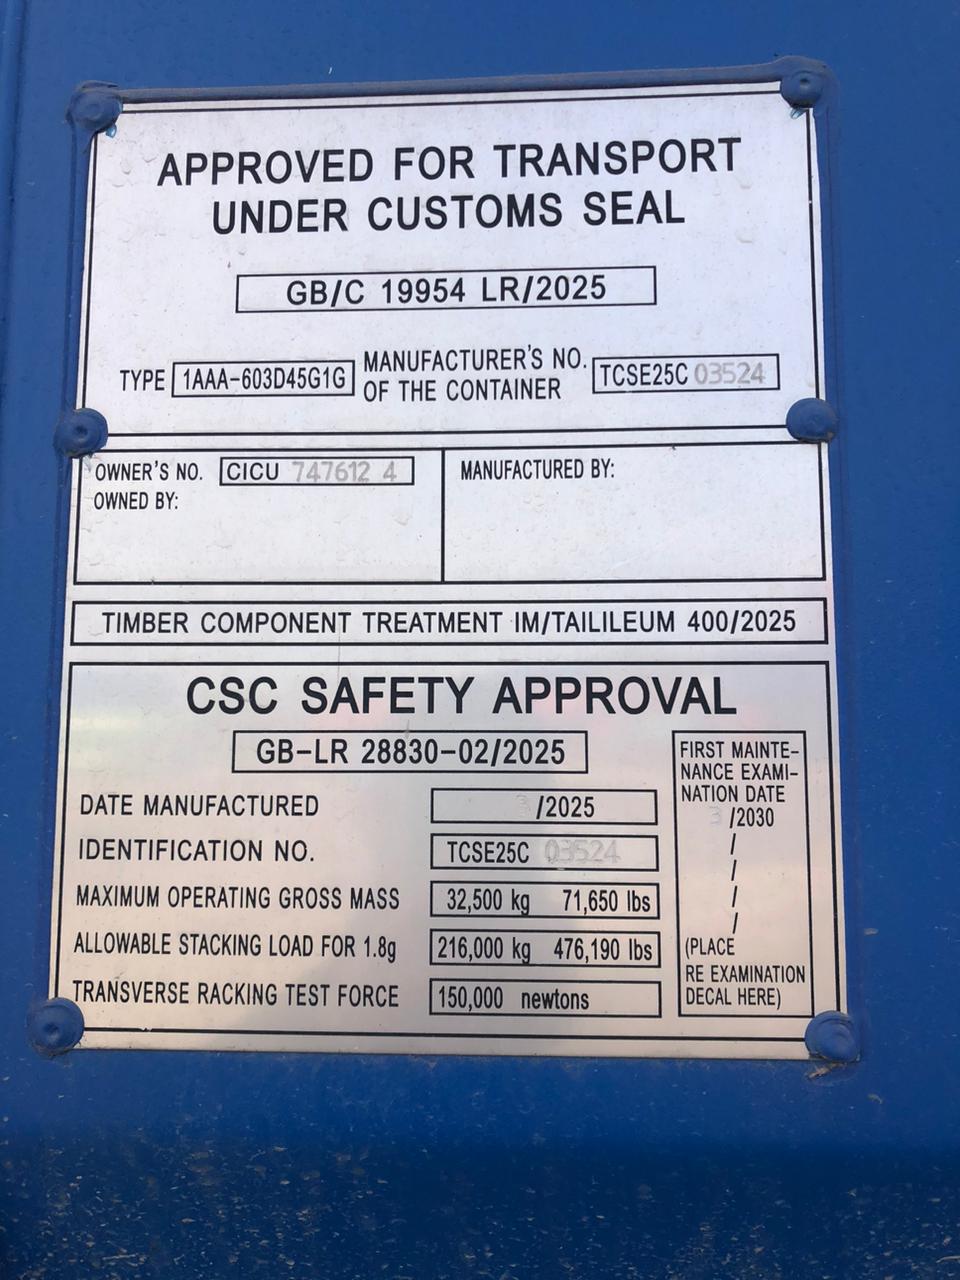 APPROVED FOR TRANSPORT
UNDER CUSTOMS SEAL
GB/C 19954 LR/2025
TYPE 1AAA-603D45G1G MANUFACTURER'S NO. OF THE CONTAINER TCSE25C 03524
OWNER'S NO. CICU 747612 4
OWNED BY:
MANUFACTURED BY:
TIMBER COMPONENT TREATMENT IM/TAILILEUM 400/2025
CSC SAFETY APPROVAL
GB-LR 28830-02/2025
DATE MANUFACTURED 3/2025
IDENTIFICATION NO. TCSE25C 03524
MAXIMUM OPERATING GROSS MASS 32,500 kg 71,650 lbs
ALLOWABLE STACKING LOAD FOR 1.8g 216,000 kg 476,190 lbs
TRANSVERSE RACKING TEST FORCE 150,000 newtons
FIRST MAINTE-
NANCE EXAMI-
NATION DATE
3/2030
/
/
/
/
(PLACE
RE EXAMINATION
DECAL HERE)